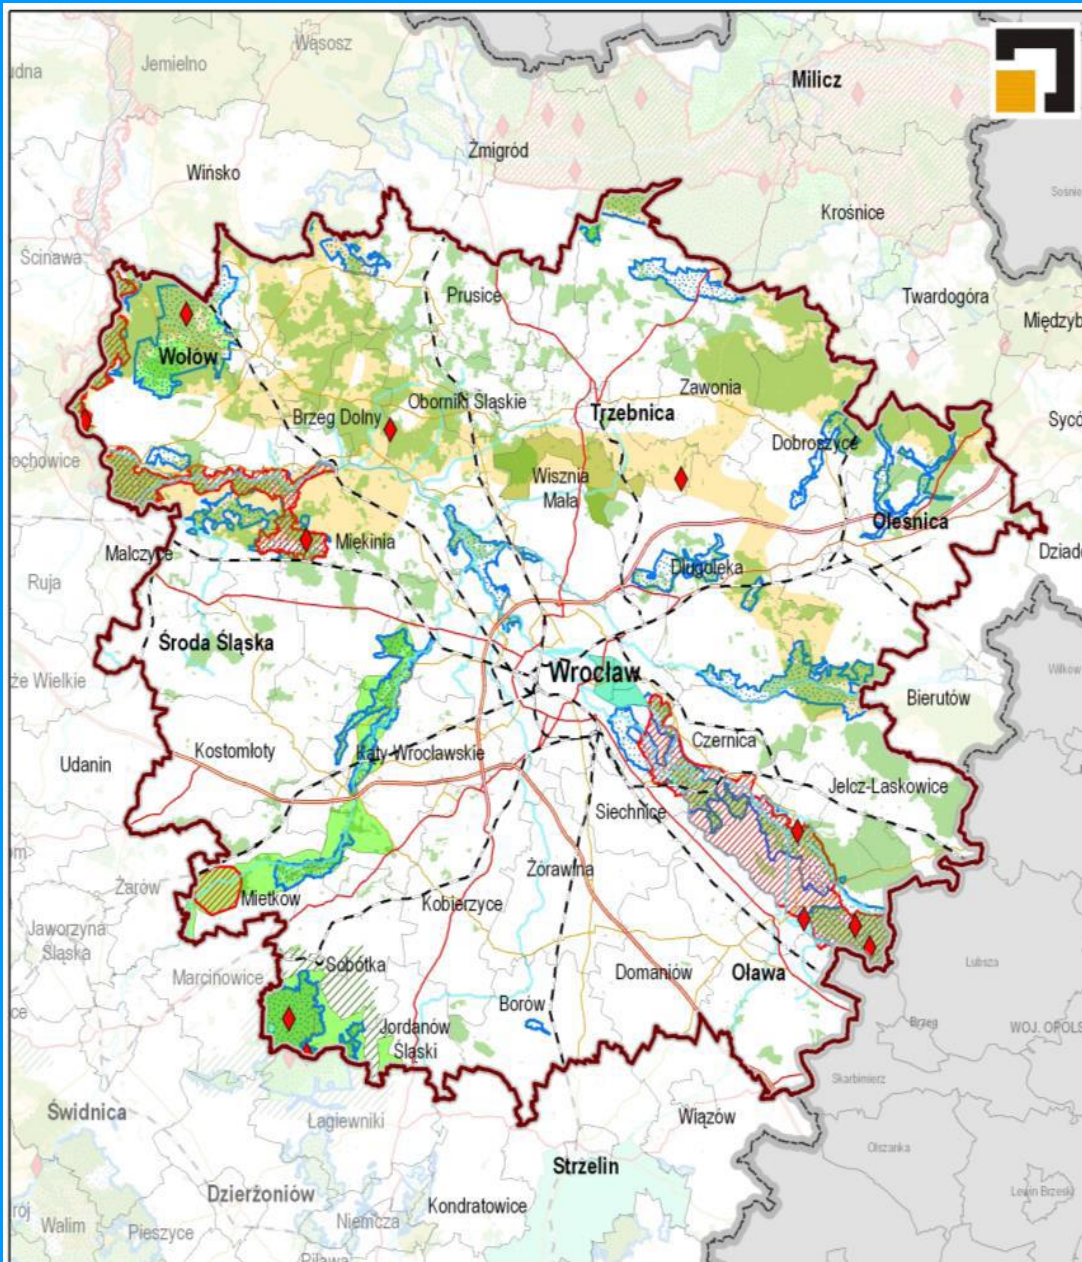 Wąsosz
Jemielno
Milicz
Żmigród
Wińsko
Krośnice
Ścinawa
Twardogóra
Prusice
Wołów
Zawonia
Oborniki Śląskie
Brzeg Dolny
Trzebnica
Dobroszyce
Wisznia
Mała
Oleśnica
Malczyce
Miękinia
Długołęka
Ruja
Środa Śląska
Wrocław
Bierutów
Kostomłoty
Kąty Wrocławskie
Czernica
Udanin
Jelcz-Laskowice
Siechnice
Żórawina
Żarów
Mietków
Kobierzyce
Jaworzyna
Śląska
Marcinowice
Sobótka
Domaniów
Oława
Lubsza
Borów
Jordanów
Śląski
Brzeg
WOJ. OPOLS
Skarbimierz
Świdnica
Łagiewniki
Wiązów
Olszanka
Strzelin
Dzierżoniów
Kondratowice
Lewin Brzeski
Niemcza
Walim
Pieszyce